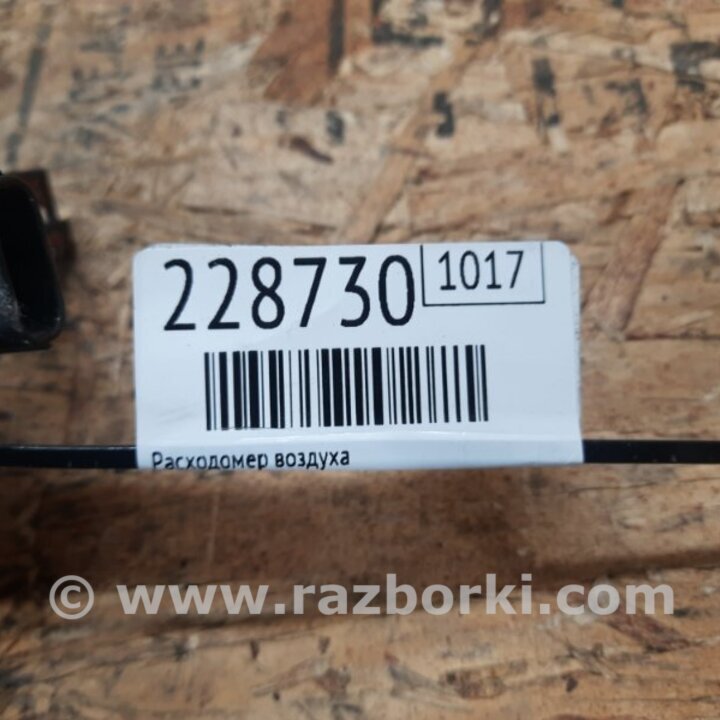 228730 1017
Расходомер воздуха
© www.razborki.com